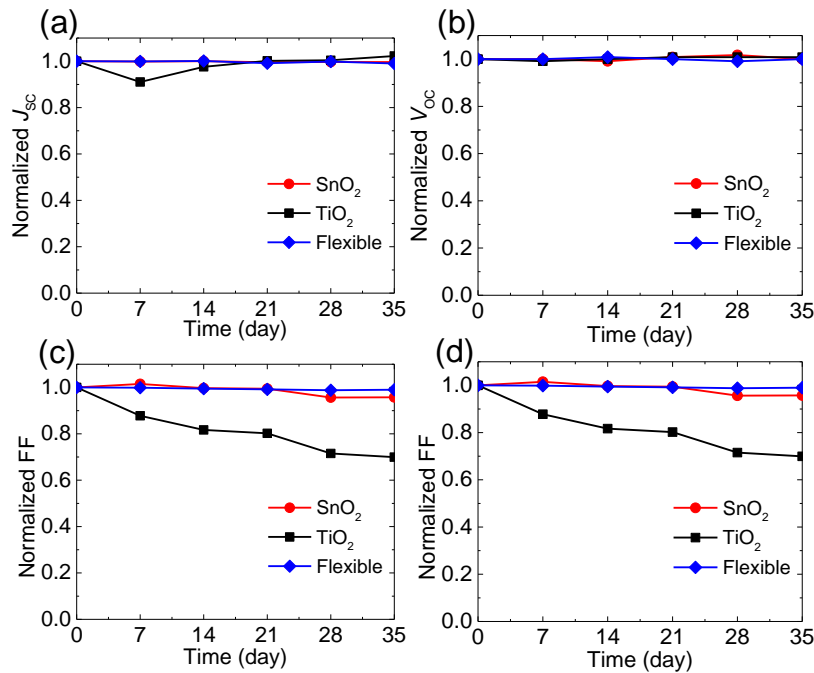 (a)
Normalized J_SC
1.0
0.8
0.6
0.4
0.2
0.0
SnO₂
TiO₂
Flexible
0 7 14 21 28 35
Time (day)
(b)
Normalized V_OC
1.0
0.8
0.6
0.4
0.2
0.0
SnO₂
TiO₂
Flexible
0 7 14 21 28 35
Time (day)
(c)
Normalized FF
1.0
0.8
0.6
0.4
0.2
0.0
SnO₂
TiO₂
Flexible
0 7 14 21 28 35
Time (day)
(d)
Normalized FF
1.0
0.8
0.6
0.4
0.2
0.0
SnO₂
TiO₂
Flexible
0 7 14 21 28 35
Time (day)